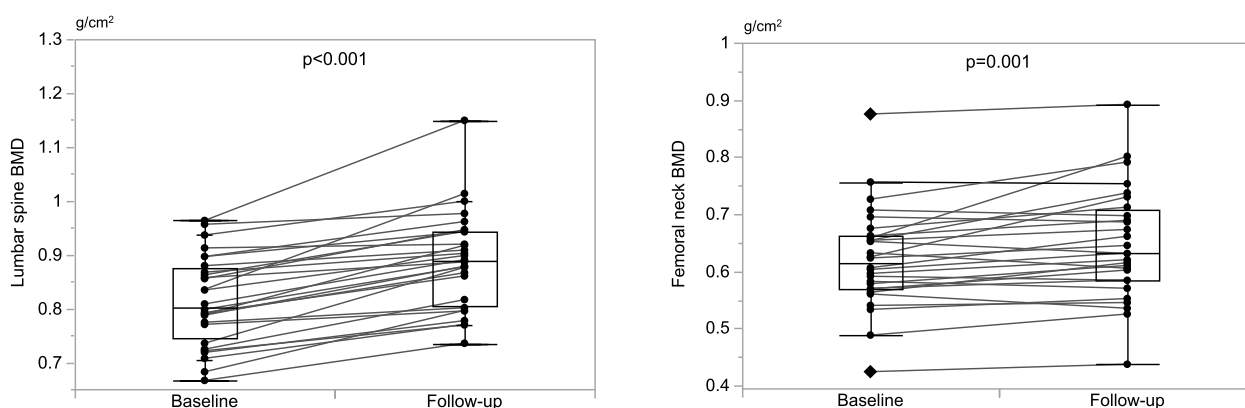 g/cm²
1.3
p<0.001
1.2
1.1
1
0.9
0.8
0.7
Lumbar spine BMD
Baseline Follow-up
g/cm²
1
p=0.001
0.9
0.8
0.7
0.6
0.5
0.4
Femoral neck BMD
Baseline Follow-up